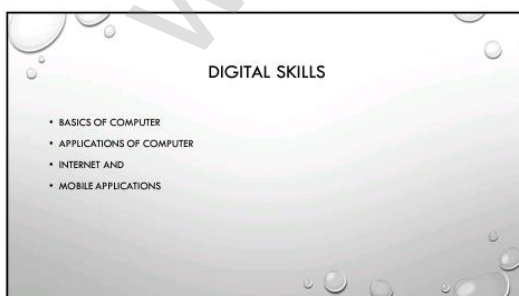 DIGITAL SKILLS
• BASICS OF COMPUTER
• APPLICATIONS OF COMPUTER
• INTERNET AND
• MOBILE APPLICATIONS